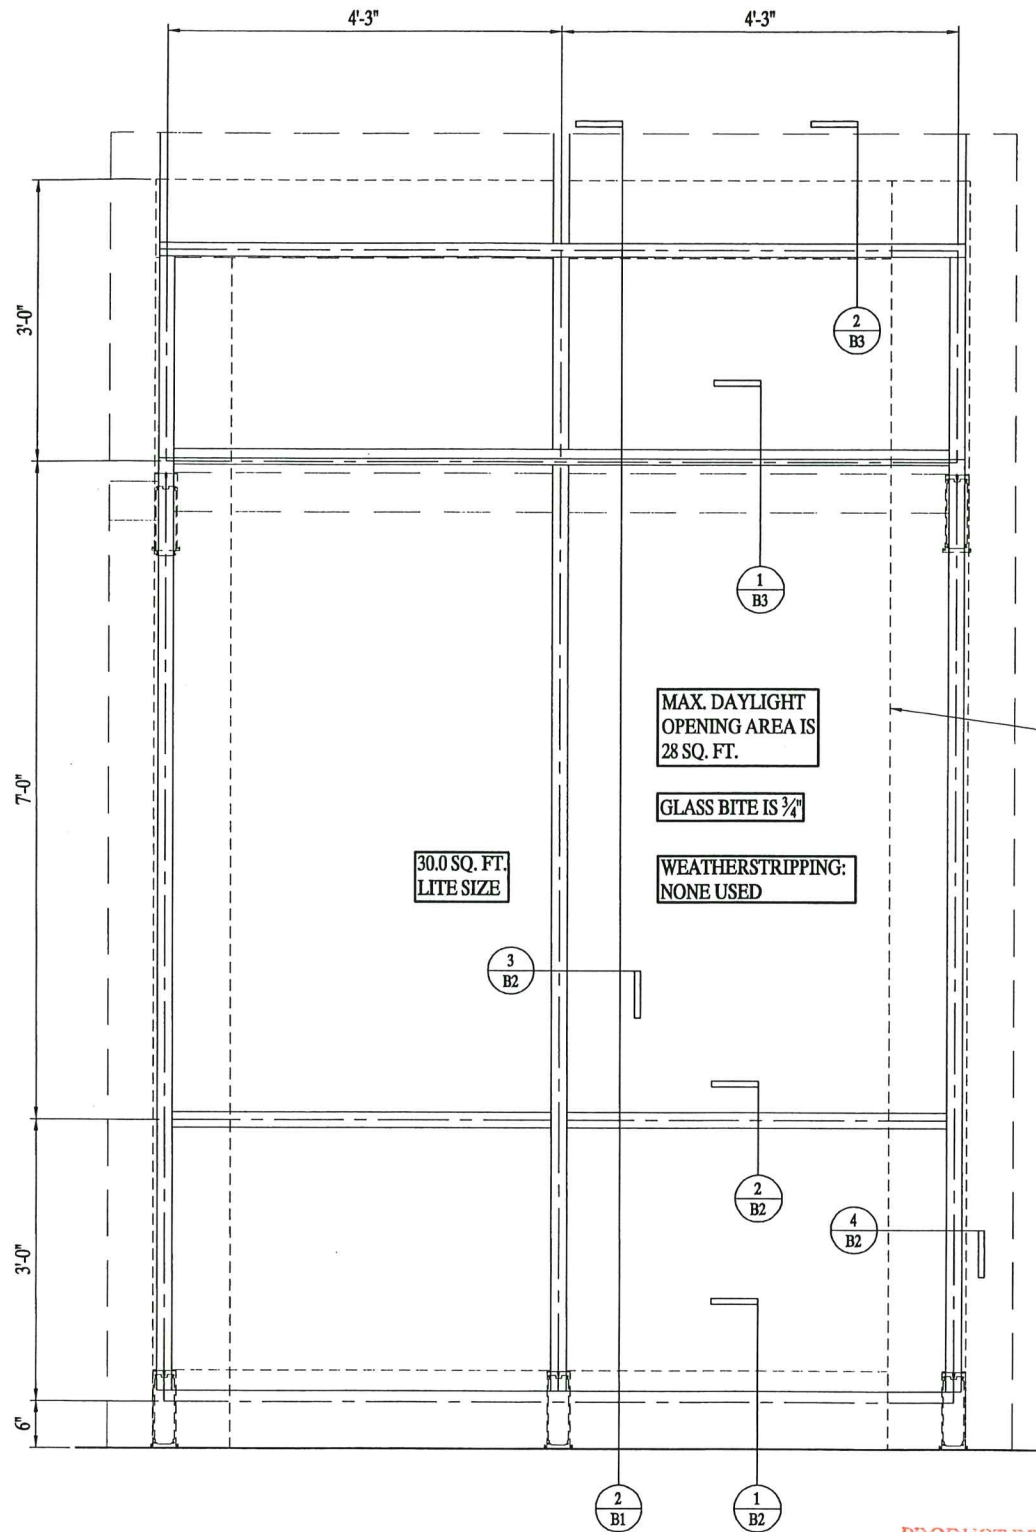 4'-3"
4'-3"
3'-0"
2
B3
1
B3
MAX. DAYLIGHT
OPENING AREA IS
28 SQ. FT.
7'-0"
GLASS BITE IS 3/4"
30.0 SQ. FT.
LITE SIZE
WEATHERSTRIPPING:
NONE USED
3
B2
2
B2
4
B2
3'-0"
1
B2
6"
2
B1